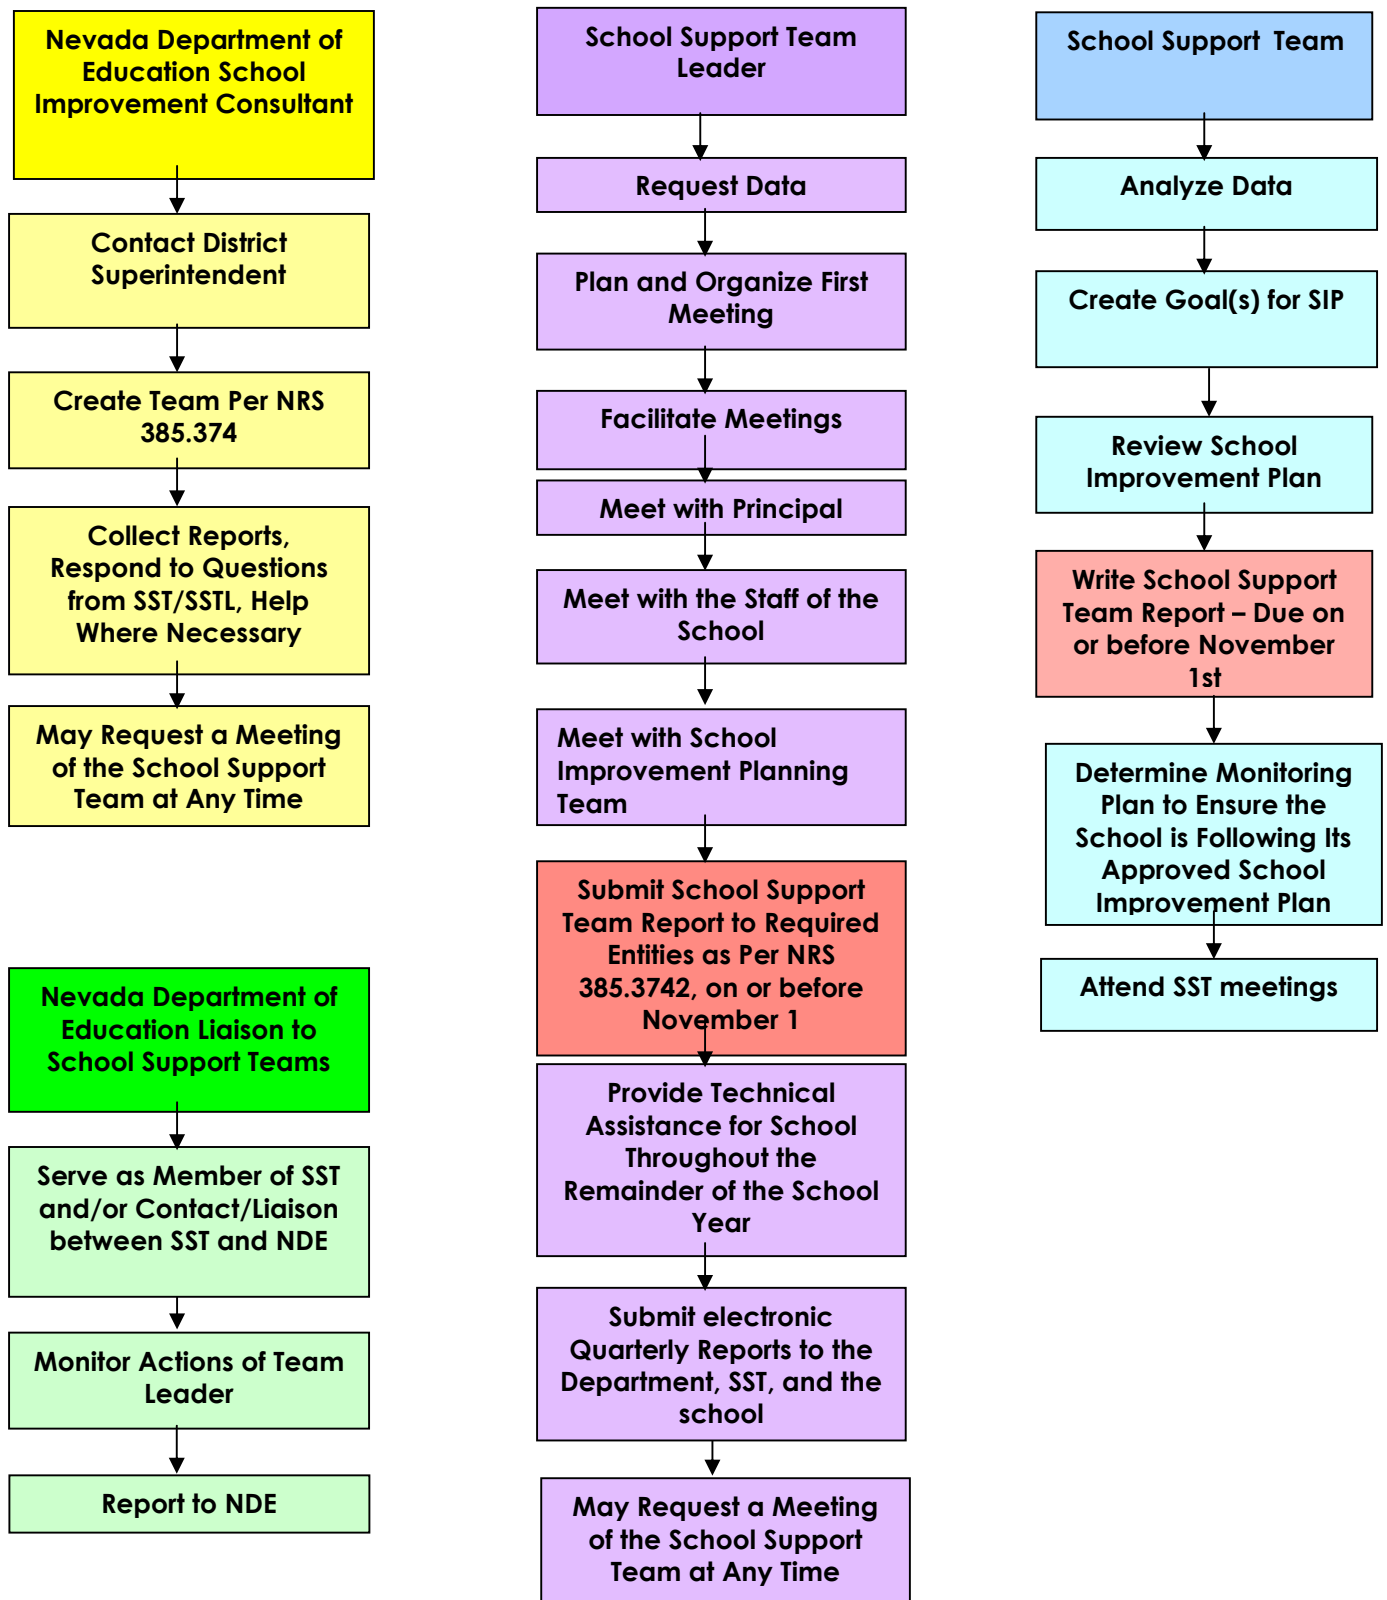 Nevada Department of
Education School
Improvement Consultant
Contact District
Superintendent
Create Team Per NRS
385.374
Collect Reports,
Respond to Questions
from SST/SSTL, Help
Where Necessary
May Request a Meeting
of the School Support
Team at Any Time
Nevada Department of
Education Liaison to
School Support Teams
Serve as Member of SST
and/or Contact/Liaison
between SST and NDE
Monitor Actions of Team
Leader
Report to NDE
School Support Team
Leader
Request Data
Plan and Organize First
Meeting
Facilitate Meetings
Meet with Principal
Meet with the Staff of the
School
Meet with School
Improvement Planning
Team
Submit School Support
Team Report to Required
Entities as Per NRS
385.3742, on or before
November 1
Provide Technical
Assistance for School
Throughout the
Remainder of the School
Year
Submit electronic
Quarterly Reports to the
Department, SST, and the
school
May Request a Meeting
of the School Support
Team at Any Time
School Support Team
Analyze Data
Create Goal(s) for SIP
Review School
Improvement Plan
Write School Support
Team Report – Due on
or before November
1st
Determine Monitoring
Plan to Ensure the
School is Following Its
Approved School
Improvement Plan
Attend SST meetings